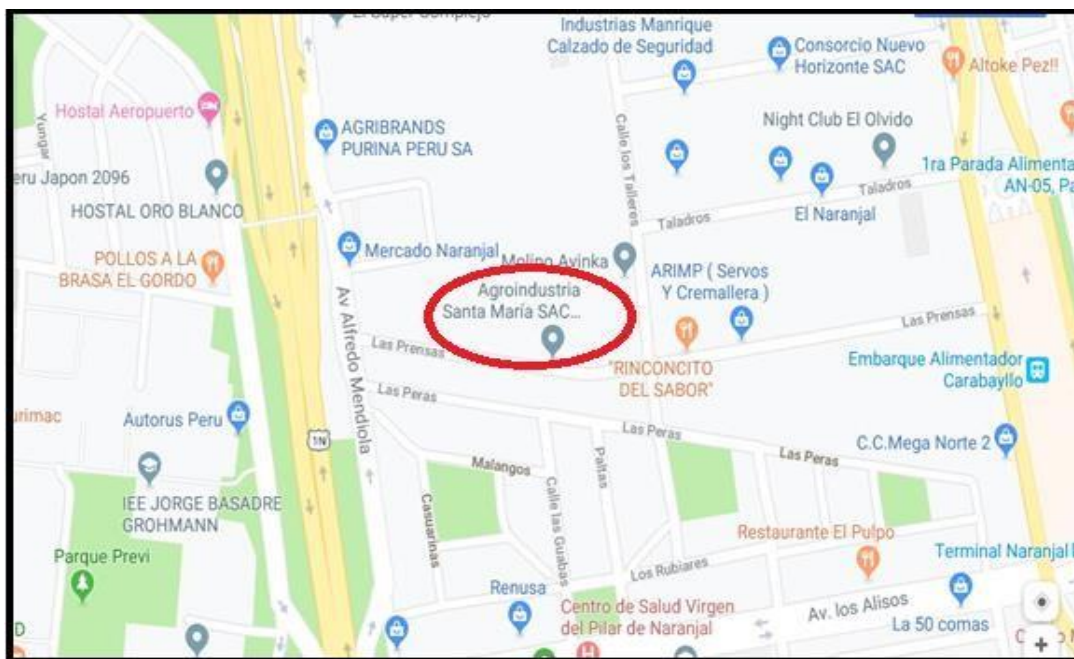 Industrias Manrique
Calzado de Seguridad
Consorcio Nuevo
Horizonte SAC
Altoke Pez!!
Hostal Aeropuerto
Yungar
AGRIBRANDS
PURINA PERU SA
Calle los Talleres
Night Club El Olvido
1ra Parada Alimenta
AN-05, Pa
eru Japon 2096
HOSTAL ORO BLANCO
Taladros
Taladros
El Naranjal
POLLOS A LA
BRASA EL GORDO
Mercado Naranjal
Molino Ayinka
ARIMP ( Servos
Y Cremallera )
Agroindustria
Santa María SAC...
Av Alfredo Mendiola
Las Prensas
Las Prensas
"RINCONCITO
DEL SABOR"
Embarque Alimentador
Carabayllo
Las Peras
urimac
Autorus Peru
1N
Las Peras
Las Peras
C.C.Mega Norte 2
Malangos
Paltas
Casuarinas
Calle las Guabas
IEE JORGE BASADRE
GROHMANN
Restaurante El Pulpo
Parque Previ
Terminal Naranjal
Los Rubiares
Renusa
Centro de Salud Virgen
del Pilar de Naranjal
Av. los Alisos
La 50 comas
D